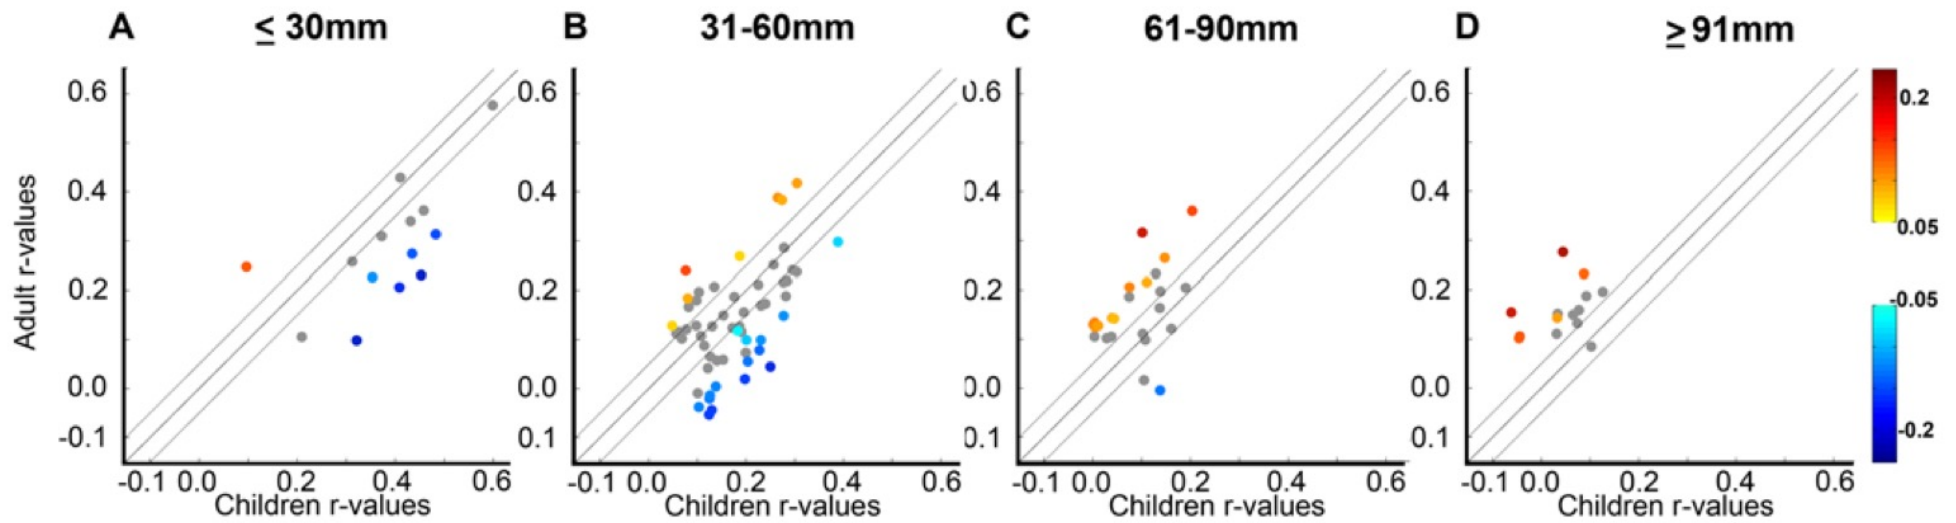 A ≤ 30mm B 31-60mm C 61-90mm D ≥ 91mm
0.6 0.6 0.6 0.6 0.2
0.4 0.4 0.4 0.4 0.05
Adult r-values
0.2 0.2 0.2 0.2 -0.05
0.0 0.0 0.0 0.0
-0.1 0.1 0.1 0.1 -0.2
-0.1 0.0 0.2 0.4 0.6 -0.1 0.0 0.2 0.4 0.6 -0.1 0.0 0.2 0.4 0.6 -0.1 0.0 0.2 0.4 0.6
Children r-values Children r-values Children r-values Children r-values